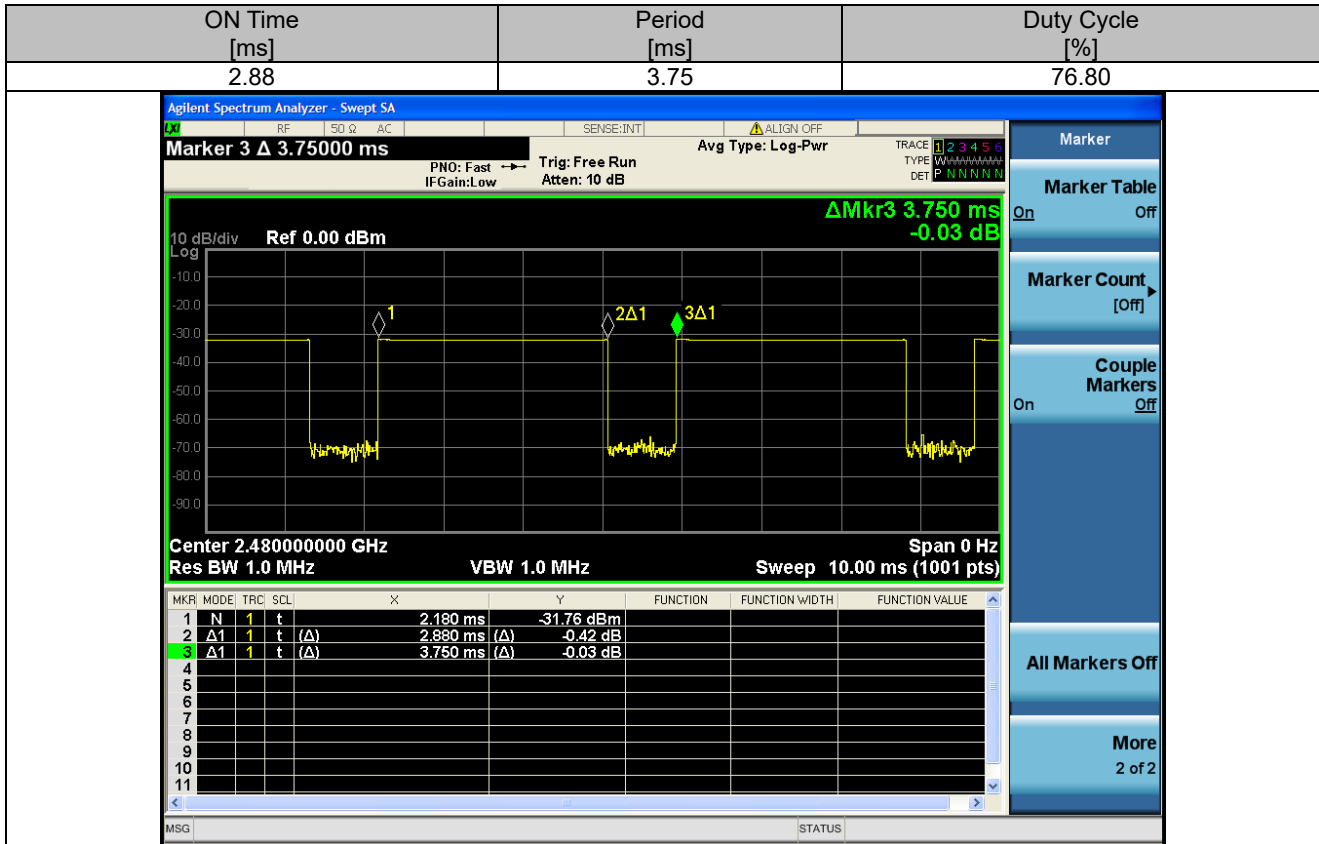 ON Time [ms] Period [ms] Duty Cycle [%]
2.88 3.75 76.80
Agilent Spectrum Analyzer - Swept SA
LXI RF 50 Ω AC SENSE:INT ALIGN OFF
Marker 3 Δ 3.75000 ms
PNO: Fast
IFGain:Low
Trig: Free Run
Atten: 10 dB
Avg Type: Log-Pwr
TRACE 1 2 3 4 5 6
TYPE W
DET P N N N N N
ΔMkr3 3.750 ms
-0.03 dB
10 dB/div Ref 0.00 dBm
Log
-10.0
-20.0
-30.0
-40.0
-50.0
-60.0
-70.0
-80.0
-90.0
1
2Δ1
3Δ1
Center 2.480000000 GHz Span 0 Hz
Res BW 1.0 MHz VBW 1.0 MHz Sweep 10.00 ms (1001 pts)
MKR MODE TRC SCL X Y FUNCTION FUNCTION WIDTH FUNCTION VALUE
1 N 1 t 2.180 ms -31.76 dBm
2 Δ1 1 t (Δ) 2.880 ms (Δ) -0.42 dB
3 Δ1 1 t (Δ) 3.750 ms (Δ) -0.03 dB
4
5
6
7
8
9
10
11
MSG STATUS
Marker
Marker Table
On Off
Marker Count
[Off]
Couple
Markers
On Off
All Markers Off
More
2 of 2